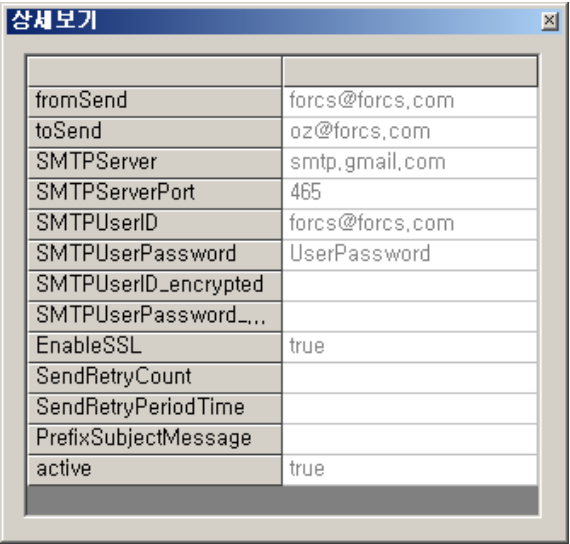 상세보기
fromSend forcs@forcs.com
toSend oz@forcs.com
SMTPServer smtp.gmail.com
SMTPServerPort 465
SMTPUserID forcs@forcs.com
SMTPUserPassword UserPassword
SMTPUserID_encrypted
SMTPUserPassword_...
EnableSSL true
SendRetryCount
SendRetryPeriodTime
PrefixSubjectMessage
active true